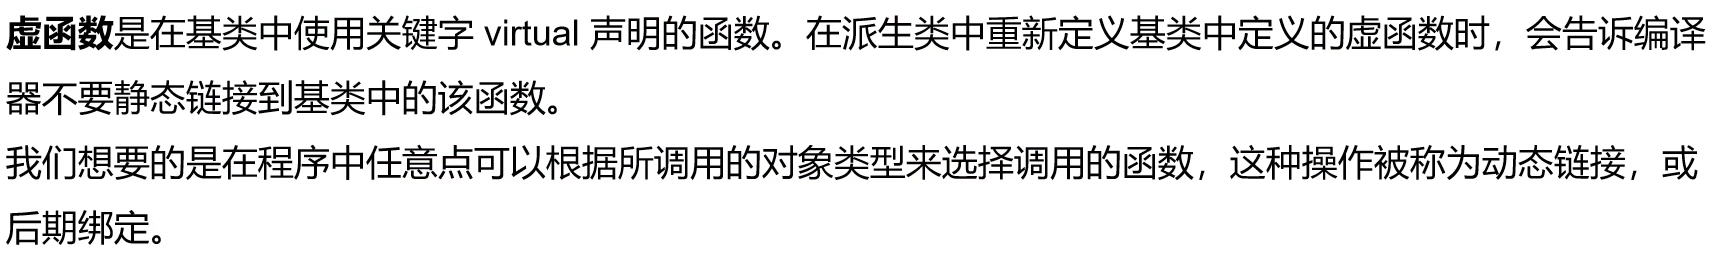 虚函数是在基类中使用关键字 virtual 声明的函数。在派生类中重新定义基类中定义的虚函数时，会告诉编译
器不要静态链接到基类中的该函数。
我们想要的是在程序中任意点可以根据所调用的对象类型来选择调用的函数，这种操作被称为动态链接，或
后期绑定。